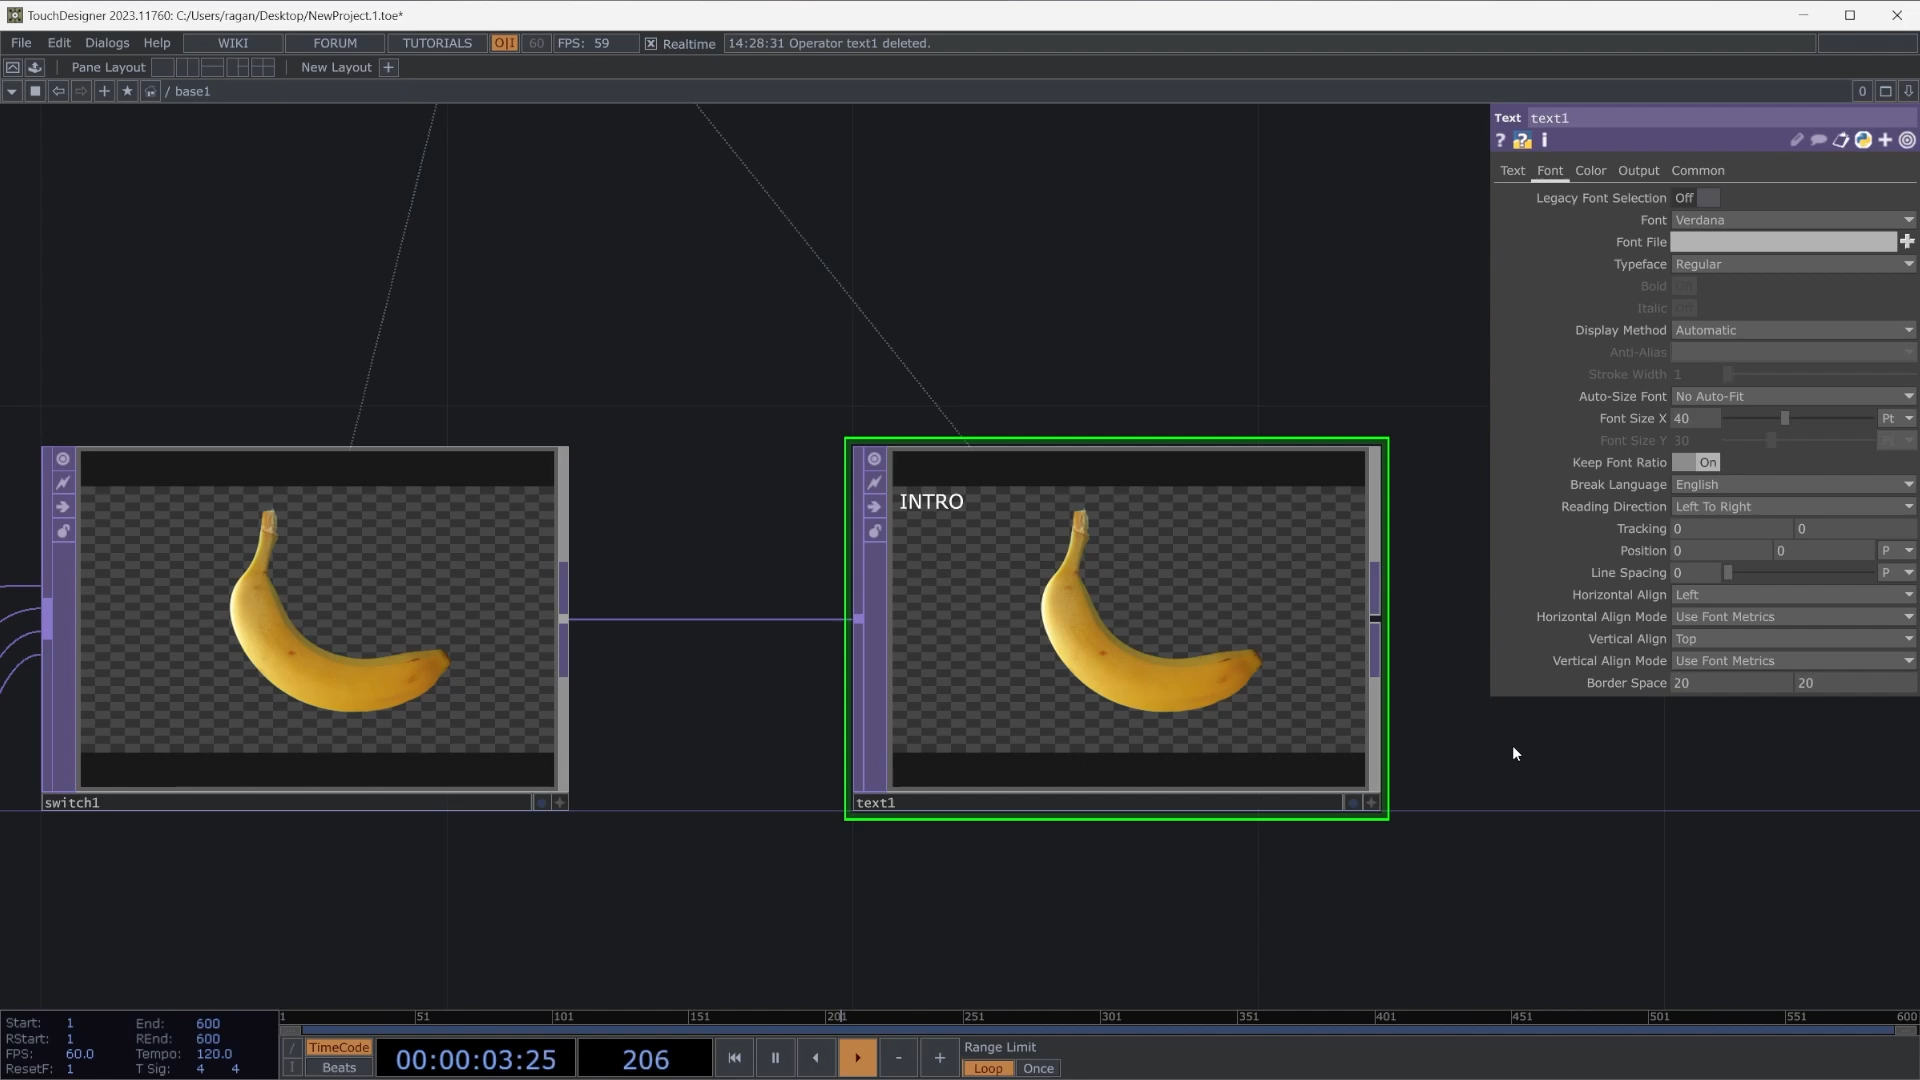 TouchDesigner 2023.11760: C:/Users/ragan/Desktop/NewProject.1.toe*
File Edit Dialogs Help WIKI FORUM TUTORIALS O|I 60 FPS: 59 Realtime 14:28:31 Operator text1 deleted.
Pane Layout New Layout +
/ base1 0
Text text1
? ? i
Text Font Color Output Common
Legacy Font Selection Off
Font Verdana
Font File
Typeface Regular
Bold
Italic
Display Method Automatic
Anti-Alias
Stroke Width 1
Auto-Size Font No Auto-Fit
Font Size X 40 Pt
Font Size Y 30
Keep Font Ratio On
Break Language English
Reading Direction Left To Right
Tracking 0 0
Position 0 0 P
Line Spacing 0 P
Horizontal Align Left
Horizontal Align Mode Use Font Metrics
Vertical Align Top
Vertical Align Mode Use Font Metrics
Border Space 20 20
INTRO
switch1
text1
Start: 1 End: 600
RStart: 1 REnd: 600
FPS: 60.0 Tempo: 120.0
ResetF: 1 T Sig: 4 4
1 51 101 151 201 251 301 351 401 451 501 551 600
TimeCode
Beats
00:00:03:25 206
- +
Range Limit
Loop Once